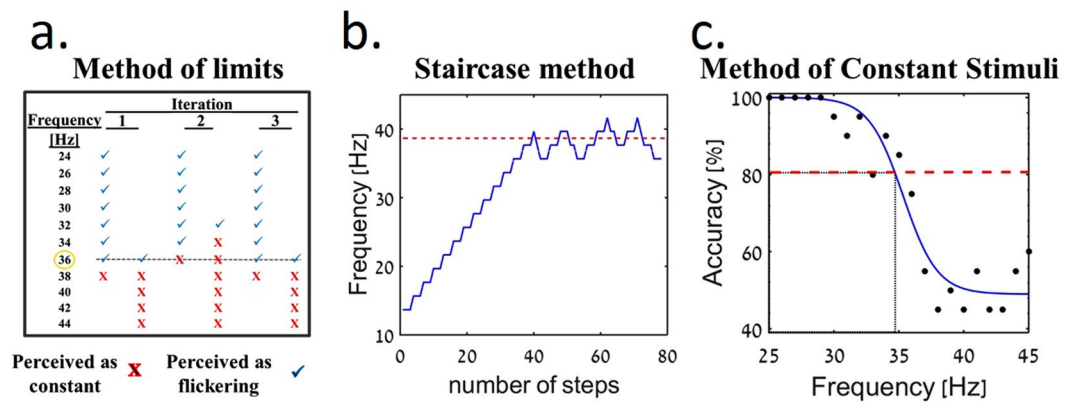 a.
Method of limits
Iteration
Frequency 1 2 3
[Hz]
24 ✓ ✓ ✓
26 ✓ ✓ ✓
28 ✓ ✓ ✓
30 ✓ ✓ ✓
32 ✓ ✓ ✓ ✓
34 ✓ ✓ x ✓
36 ✓ ✓ x x ✓ ✓
38 x x x x x
40 x x x
42 x x x
44 x x x
Perceived as constant x
Perceived as flickering ✓
b.
Staircase method
Frequency [Hz]
40
30
20
10
0 20 40 60 80
number of steps
c.
Method of Constant Stimuli
Accuracy [%]
100
80
60
40
25 30 35 40 45
Frequency [Hz]